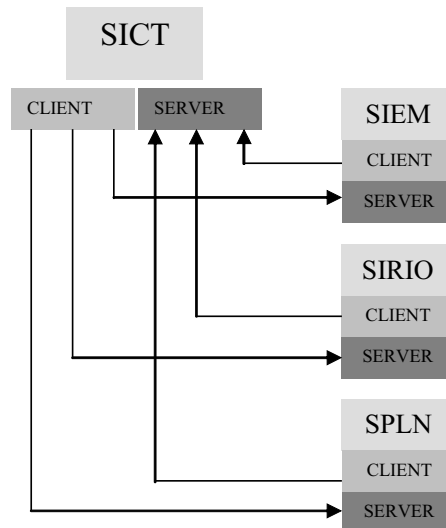 SICT
CLIENT SERVER
SIEM
CLIENT
SERVER
SIRIO
CLIENT
SERVER
SPLN
CLIENT
SERVER